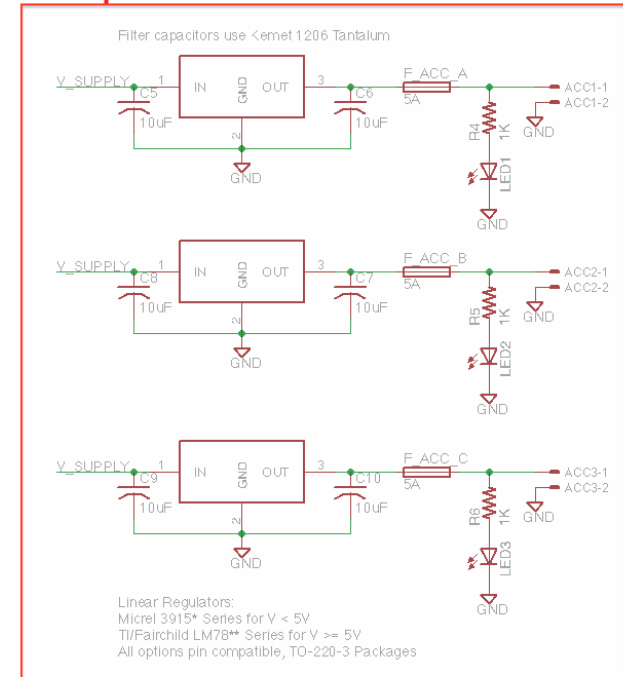 Filter capacitors use Kemet 1206 Tantalum
V_SUPPLY 1 IN GND OUT 3 F_ACC_A ACC1-1
C5 C6 5A ACC1-2
10uF 2 10uF R4 1K GND
GND LED1
GND
V_SUPPLY 1 IN GND OUT 3 F_ACC_B ACC2-1
C8 C7 5A ACC2-2
10uF 2 10uF R5 1K GND
GND LED2
GND
V_SUPPLY 1 IN GND OUT 3 F_ACC_C ACC3-1
C9 C10 5A ACC3-2
10uF 2 10uF R6 1K GND
GND LED3
GND
Linear Regulators:
Micrel 3915* Series for V < 5V
TI/Fairchild LM78** Series for V >= 5V
All options pin compatible, TO-220-3 Packages